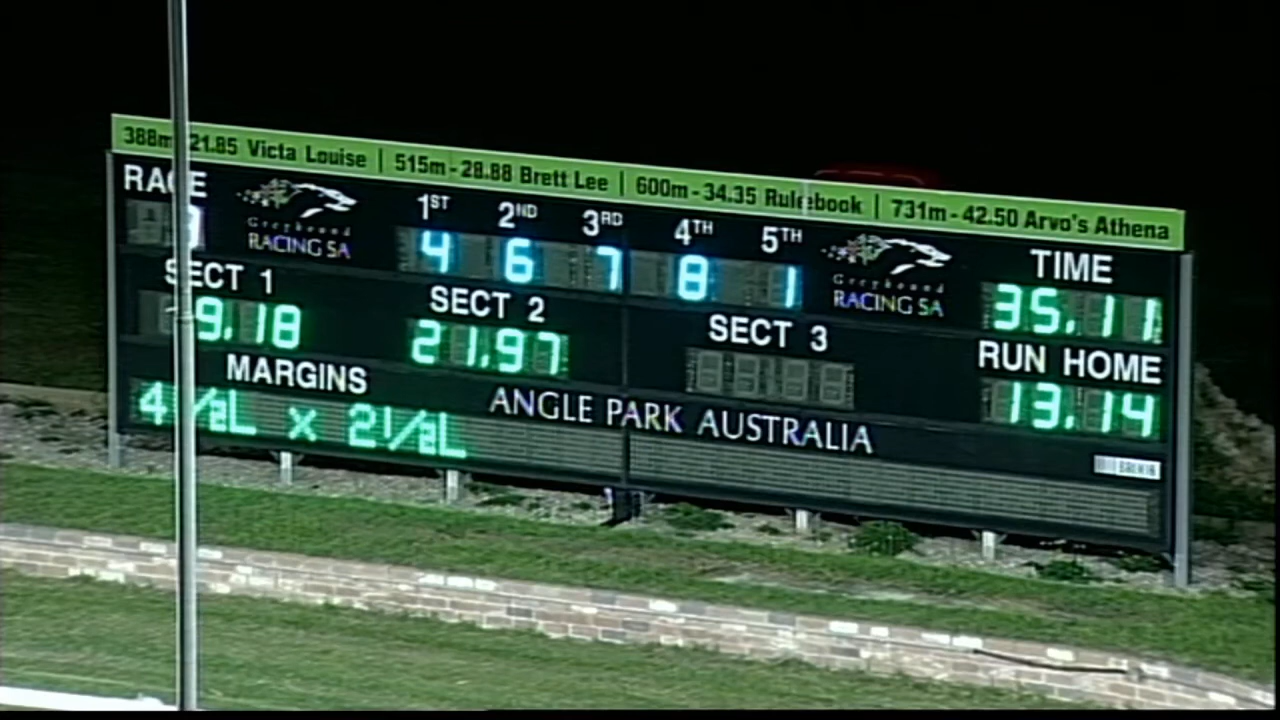 388m 21.85 Victa Louise | 515m - 28.88 Brett Lee | 600m - 34.35 Rulebook | 731m - 42.50 Arvo's Athena
RACE
Greyhound
RACING SA
1ST 2ND 3RD 4TH 5TH
4 6 7 8 1
Greyhound
RACING SA
TIME
35.11
SECT 1
9.18
SECT 2
21.97
SECT 3
RUN HOME
13.14
MARGINS
4 1/2L x 2 1/2L
ANGLE PARK AUSTRALIA